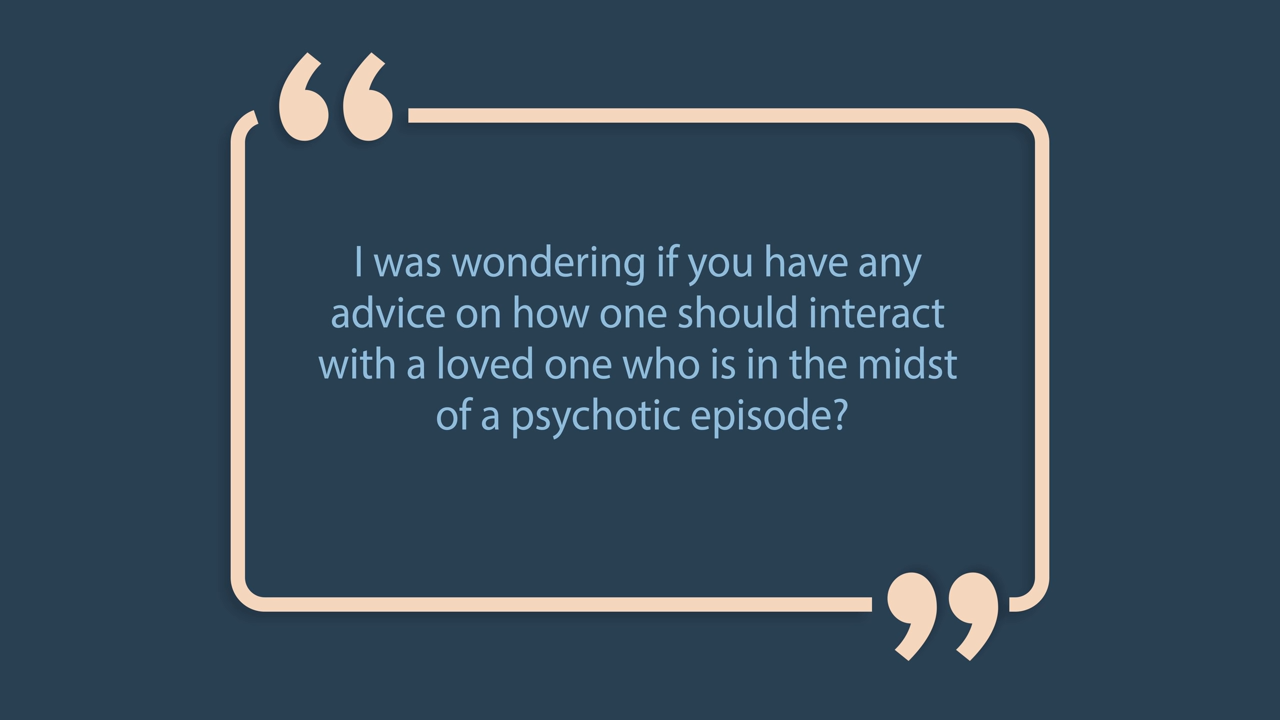 I was wondering if you have any
advice on how one should interact
with a loved one who is in the midst
of a psychotic episode?